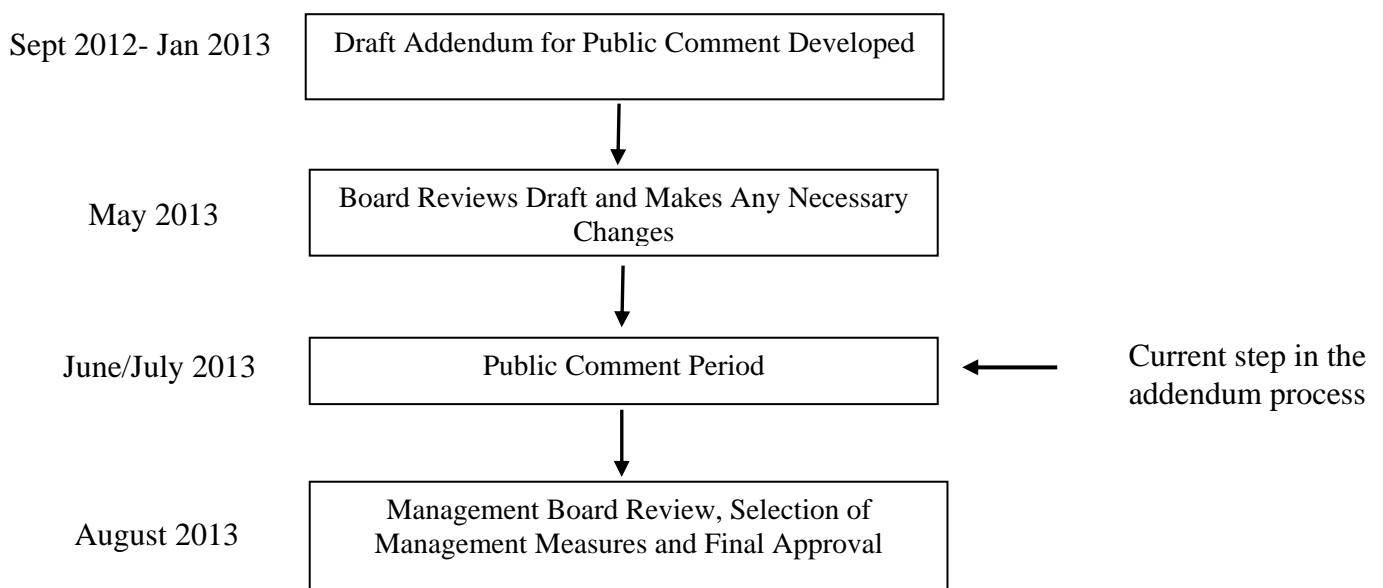 Sept 2012- Jan 2013
Draft Addendum for Public Comment Developed
May 2013
Board Reviews Draft and Makes Any Necessary
Changes
June/July 2013
Public Comment Period
Current step in the
addendum process
August 2013
Management Board Review, Selection of
Management Measures and Final Approval